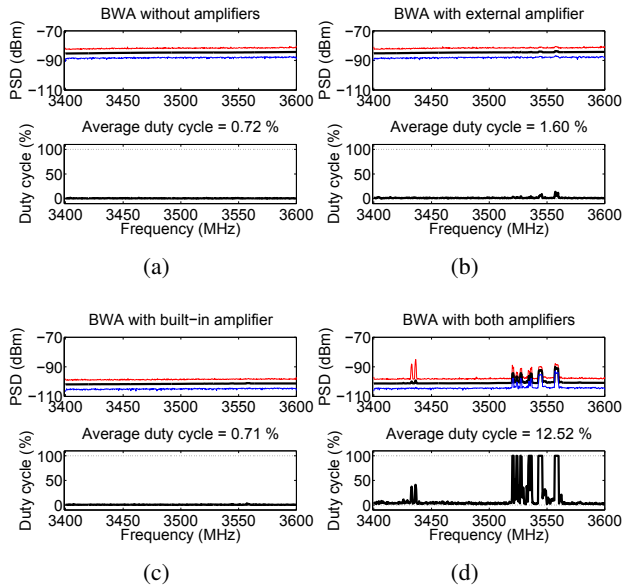 BWA without amplifiers
PSD (dBm)
−70
−90
−110
3400 3450 3500 3550 3600
Average duty cycle = 0.72 %
Duty cycle (%)
100
50
0
3400 3450 3500 3550 3600
Frequency (MHz)
(a)
BWA with external amplifier
PSD (dBm)
−70
−90
−110
3400 3450 3500 3550 3600
Average duty cycle = 1.60 %
Duty cycle (%)
100
50
0
3400 3450 3500 3550 3600
Frequency (MHz)
(b)
BWA with built−in amplifier
PSD (dBm)
−70
−90
−110
3400 3450 3500 3550 3600
Average duty cycle = 0.71 %
Duty cycle (%)
100
50
0
3400 3450 3500 3550 3600
Frequency (MHz)
(c)
BWA with both amplifiers
PSD (dBm)
−70
−90
−110
3400 3450 3500 3550 3600
Average duty cycle = 12.52 %
Duty cycle (%)
100
50
0
3400 3450 3500 3550 3600
Frequency (MHz)
(d)